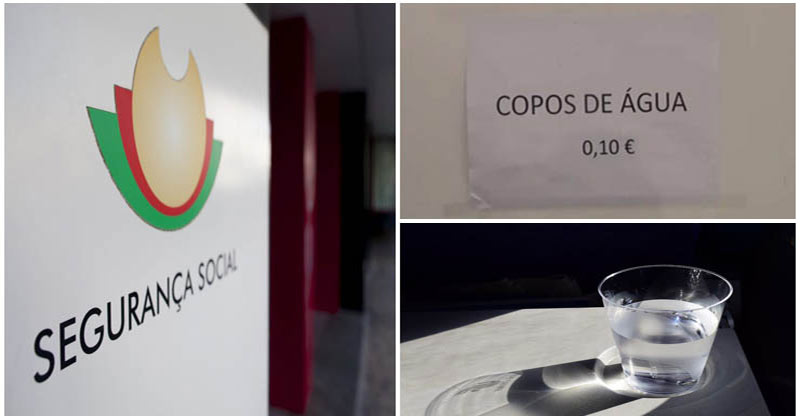 SEGURANÇA SOCIAL
COPOS DE ÁGUA
0,10 €